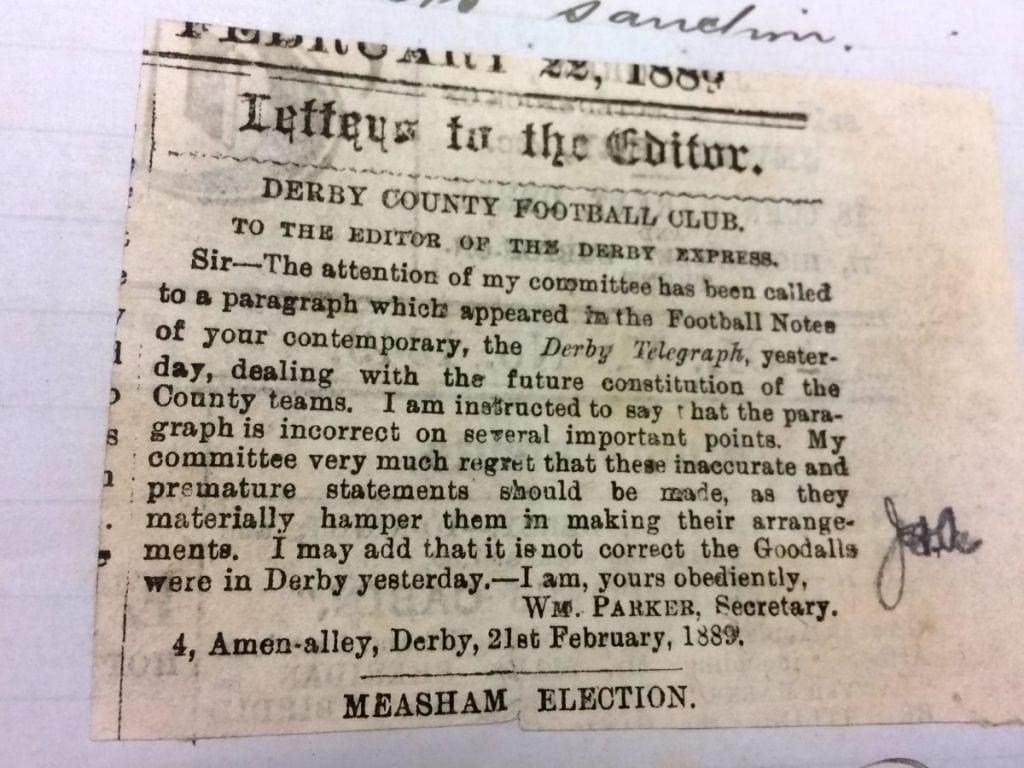 sanctim.
FEBRUARY 22, 1889
Letters to the Editor.
DERBY COUNTY FOOTBALL CLUB.
TO THE EDITOR OF THE DERBY EXPRESS.
Sir—The attention of my committee has been called
to a paragraph which appeared in the Football Notes
of your contemporary, the Derby Telegraph, yester-
day, dealing with the future constitution of the
County teams. I am instructed to say that the para-
graph is incorrect on several important points. My
committee very much regret that these inaccurate and
premature statements should be made, as they
materially hamper them in making their arrange-
ments. I may add that it is not correct the Goodalls
were in Derby yesterday.—I am, yours obediently,
WM. PARKER, Secretary.
4, Amen-alley, Derby, 21st February, 1889.
MEASHAM ELECTION.